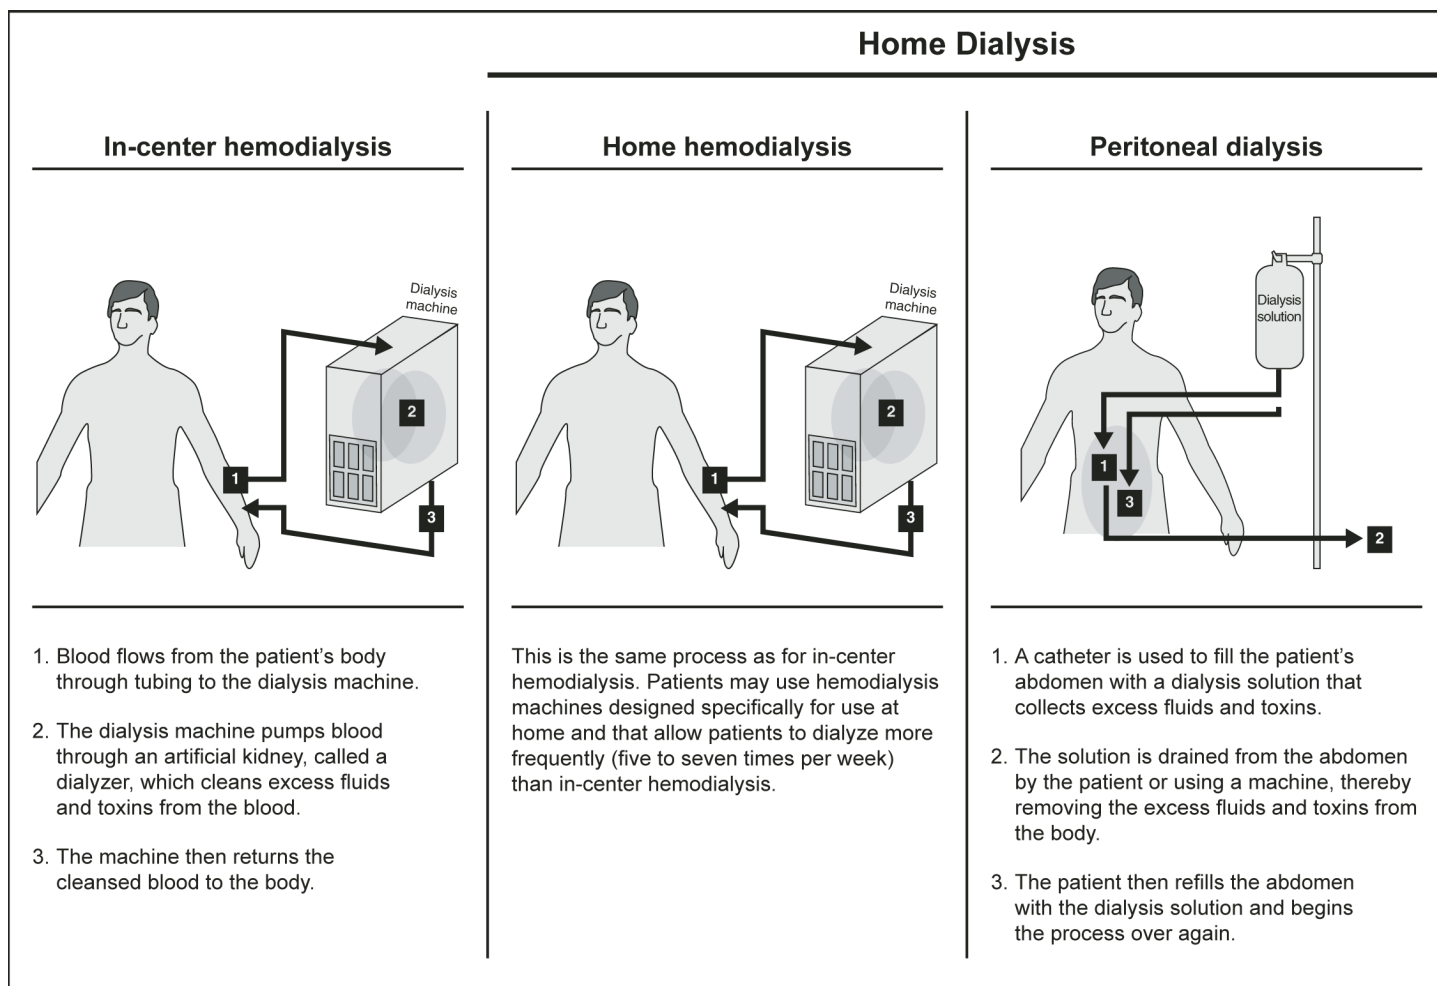 Home Dialysis
In-center hemodialysis
Dialysis
machine
1
2
3
1. Blood flows from the patient's body
through tubing to the dialysis machine.
2. The dialysis machine pumps blood
through an artificial kidney, called a
dialyzer, which cleans excess fluids
and toxins from the blood.
3. The machine then returns the
cleansed blood to the body.
Home hemodialysis
Dialysis
machine
1
2
3
This is the same process as for in-center
hemodialysis. Patients may use hemodialysis
machines designed specifically for use at
home and that allow patients to dialyze more
frequently (five to seven times per week)
than in-center hemodialysis.
Peritoneal dialysis
Dialysis
solution
1
3
2
1. A catheter is used to fill the patient's
abdomen with a dialysis solution that
collects excess fluids and toxins.
2. The solution is drained from the abdomen
by the patient or using a machine, thereby
removing the excess fluids and toxins from
the body.
3. The patient then refills the abdomen
with the dialysis solution and begins
the process over again.